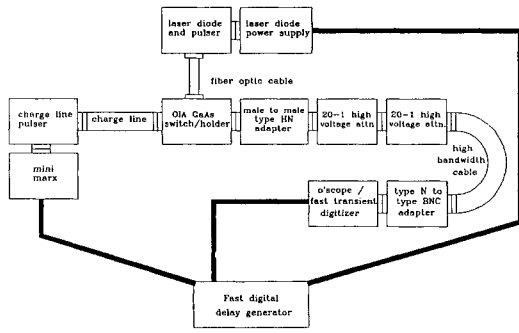 laser diode
and pulser
laser diode
power supply
fiber optic cable
charge line
pulser
charge line
OIA GaAs
switch/holder
male to male
type HN
adapter
20-1 high
voltage attn.
20-1 high
voltage attn.
high
bandwidth
cable
mini
marx
o'scope /
fast transient
digitizer
type N to
type BNC
adapter
Fast digital
delay generator